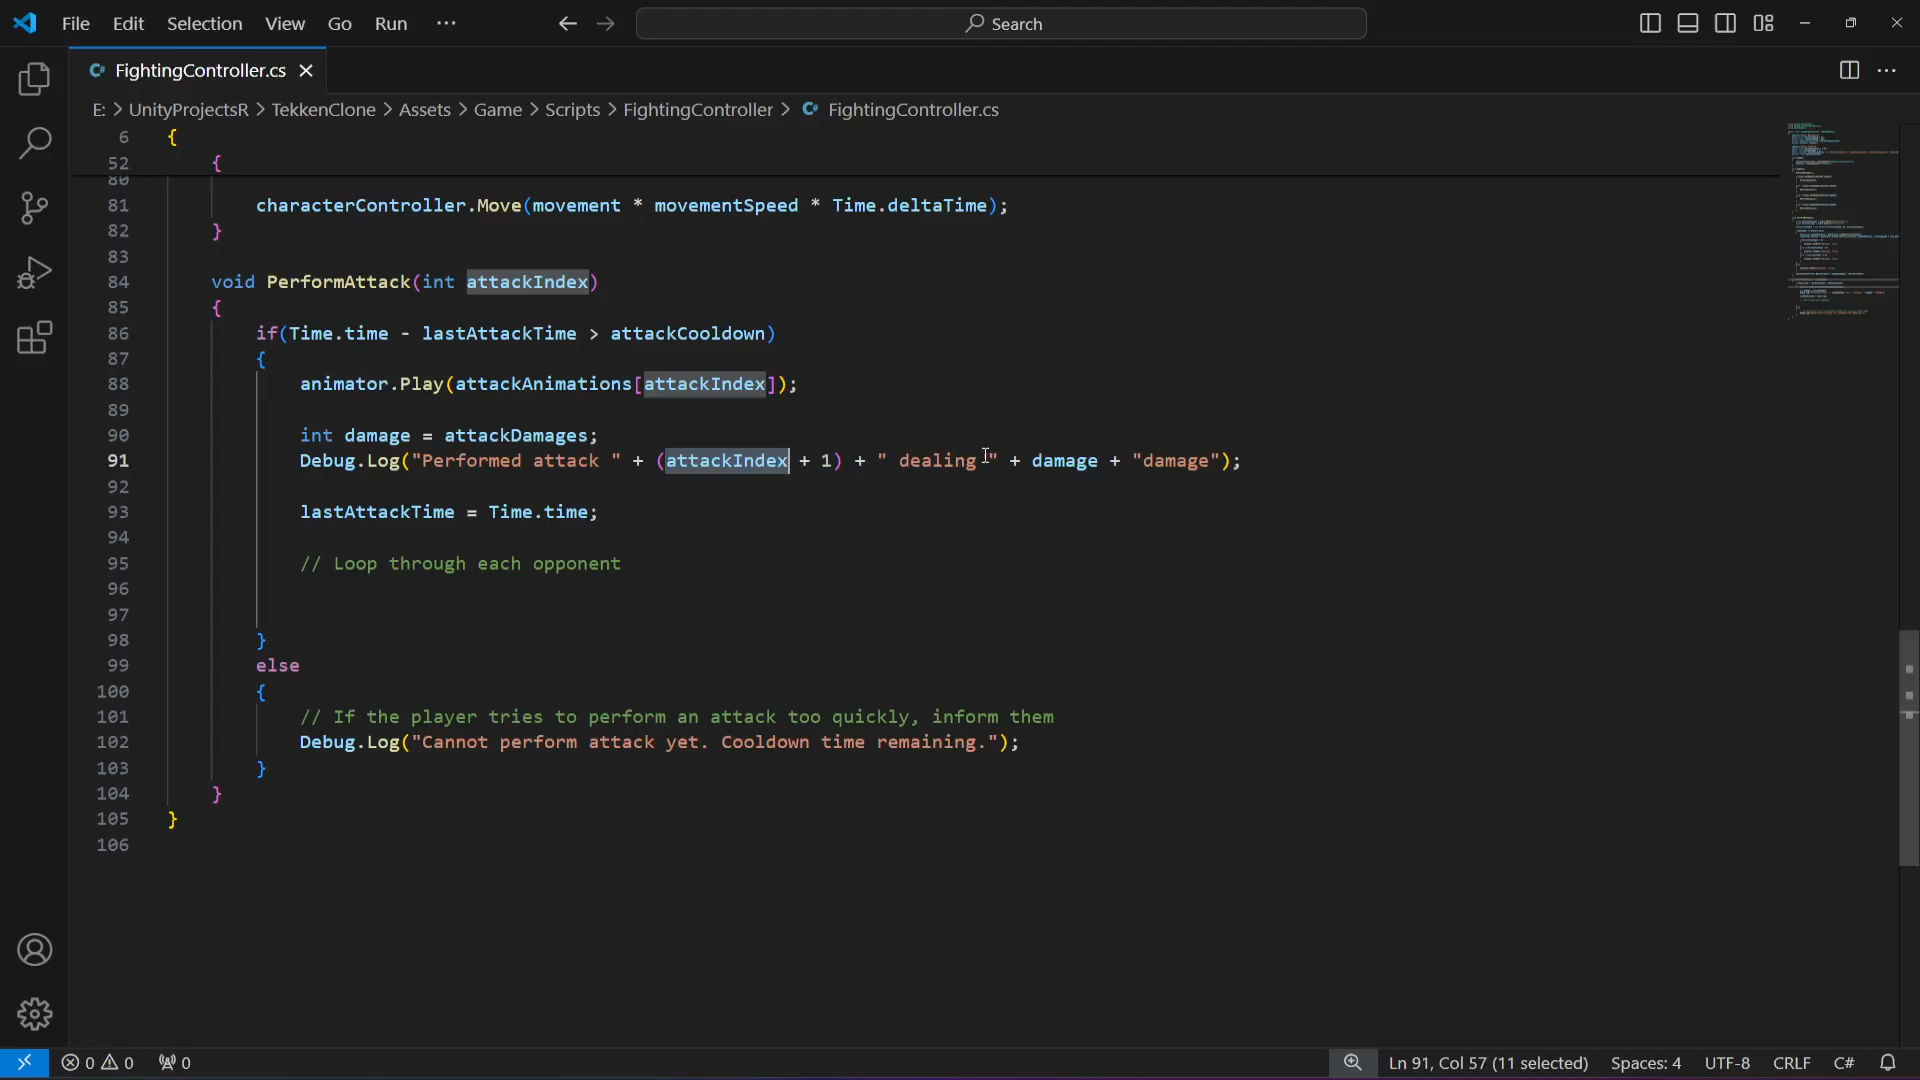 File Edit Selection View Go Run ··· Search
FightingController.cs
E: > UnityProjectsR > TekkenClone > Assets > Game > Scripts > FightingController > FightingController.cs
6 {
52 {
80
81 characterController.Move(movement * movementSpeed * Time.deltaTime);
82 }
83
84 void PerformAttack(int attackIndex)
85 {
86 if(Time.time - lastAttackTime > attackCooldown)
87 {
88 animator.Play(attackAnimations[attackIndex]);
89
90 int damage = attackDamages;
91 Debug.Log("Performed attack " + (attackIndex + 1) + " dealing " + damage + "damage");
92
93 lastAttackTime = Time.time;
94
95 // Loop through each opponent
96
97
98 }
99 else
100 {
101 // If the player tries to perform an attack too quickly, inform them
102 Debug.Log("Cannot perform attack yet. Cooldown time remaining.");
103 }
104 }
105 }
106
0 0 0 Ln 91, Col 57 (11 selected) Spaces: 4 UTF-8 CRLF C#